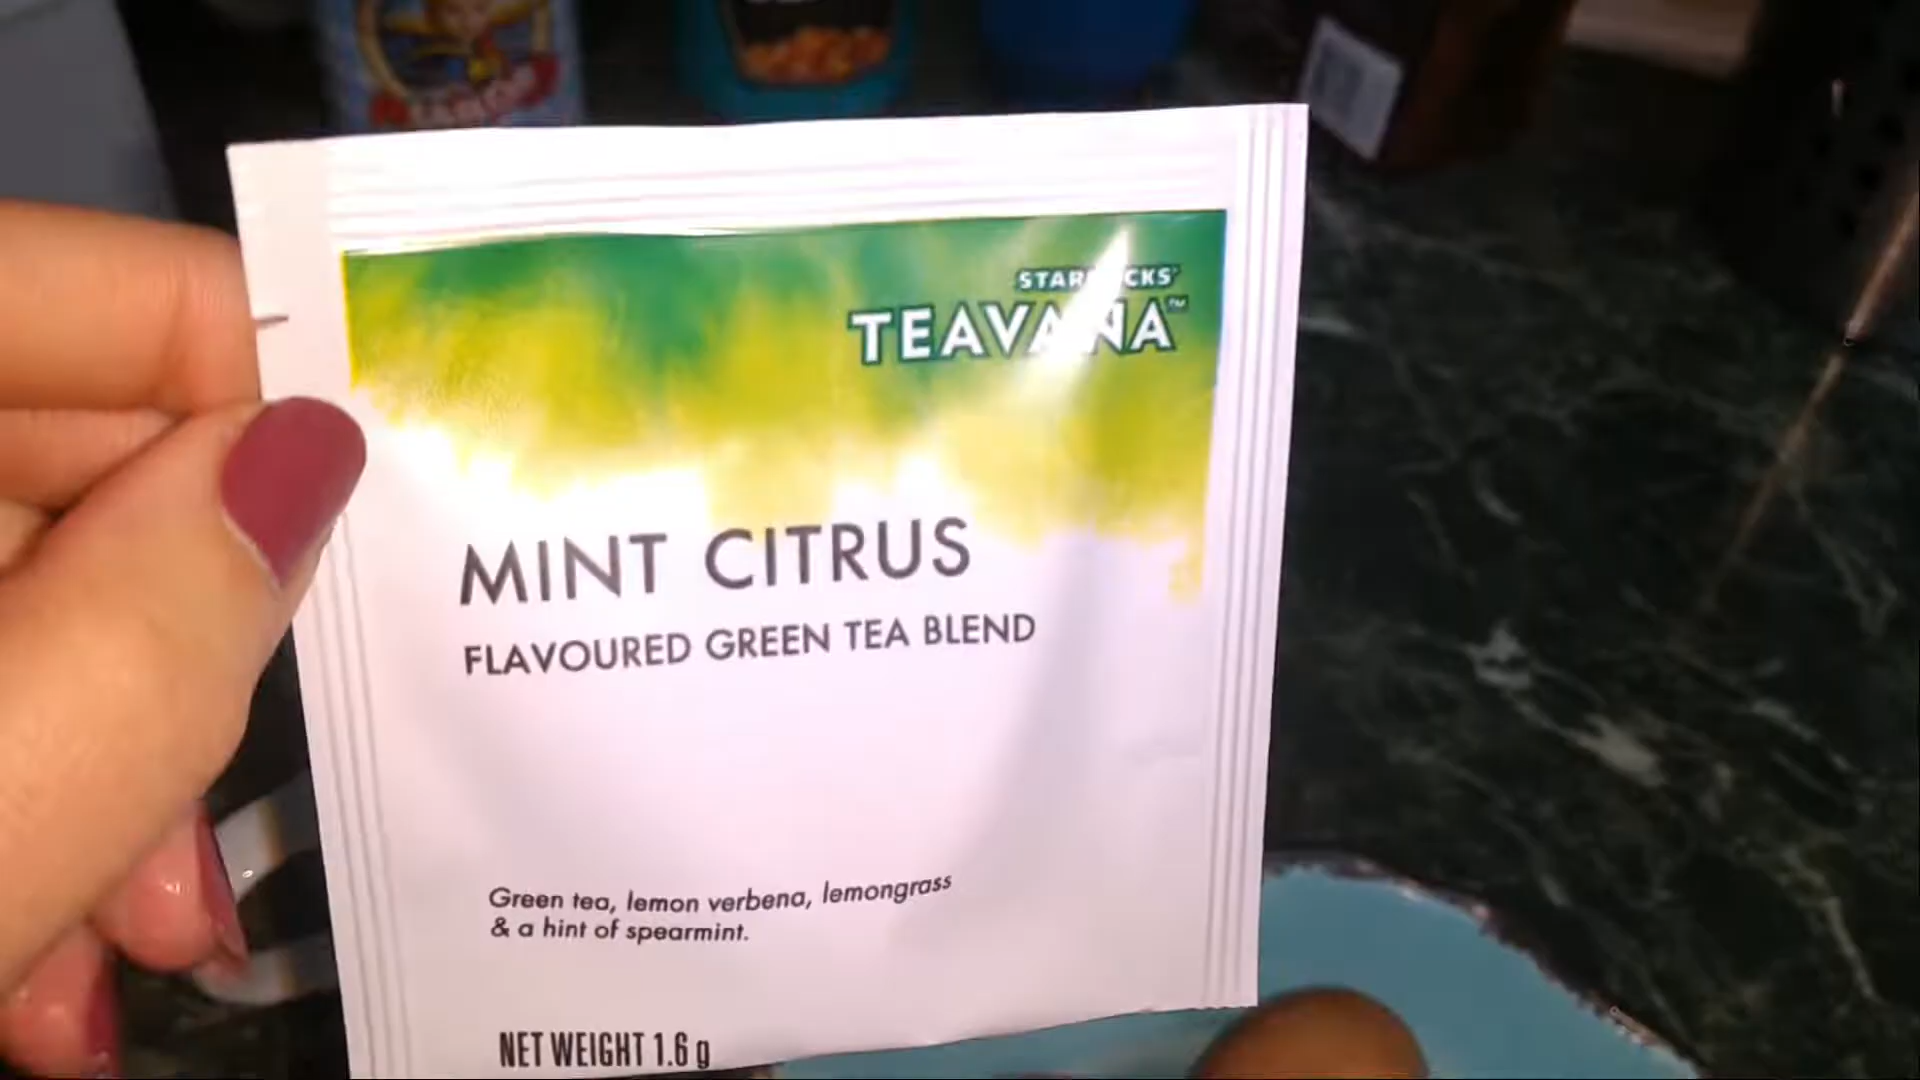 STARBUCKS
TEAVANA™
MINT CITRUS
FLAVOURED GREEN TEA BLEND
Green tea, lemon verbena, lemongrass
& a hint of spearmint.
NET WEIGHT 1.6 g